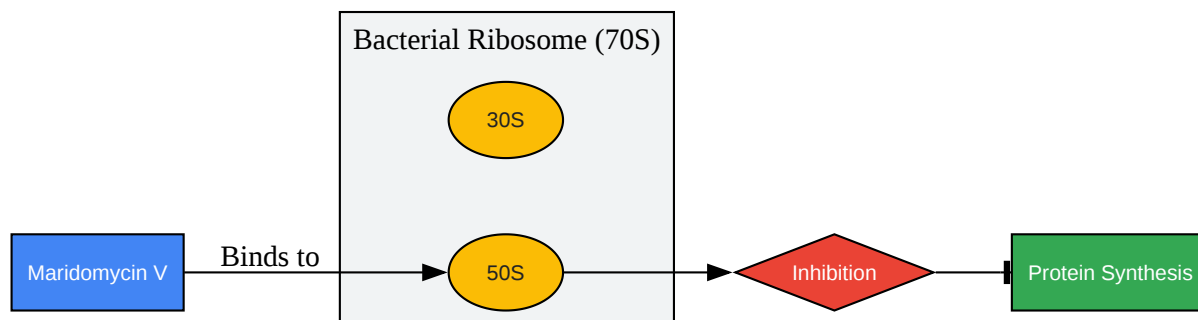 Bacterial Ribosome (70S)
30S
Maridomycin V
Binds to
50S
Inhibition
Protein Synthesis